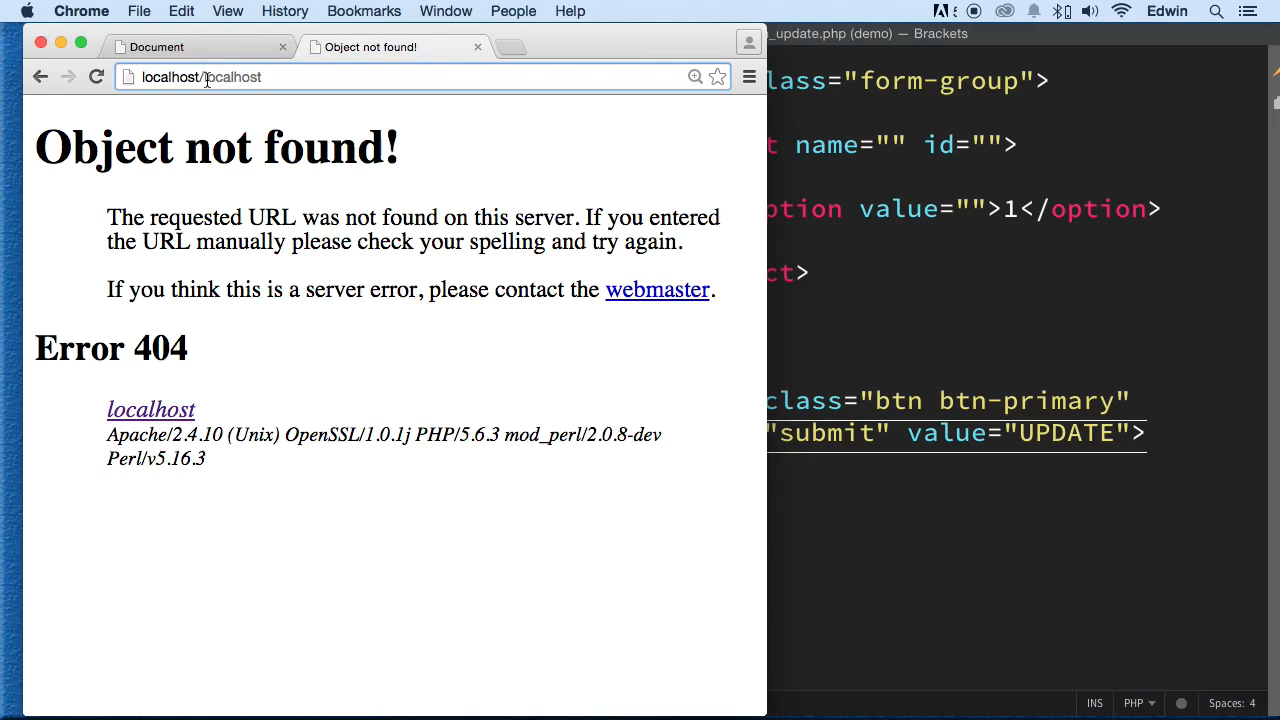 Chrome File Edit View History Bookmarks Window People Help Edwin
_update.php (demo) — Brackets
Document
Object not found!
localhost/localhost
Object not found!
The requested URL was not found on this server. If you entered
the URL manually please check your spelling and try again.
If you think this is a server error, please contact the webmaster.
Error 404
localhost
Apache/2.4.10 (Unix) OpenSSL/1.0.1j PHP/5.6.3 mod_perl/2.0.8-dev
Perl/v5.16.3
lass="form-group">
t name="" id="">
ption value="">1</option>
ct>
class="btn btn-primary"
"submit" value="UPDATE">
INS PHP Spaces: 4